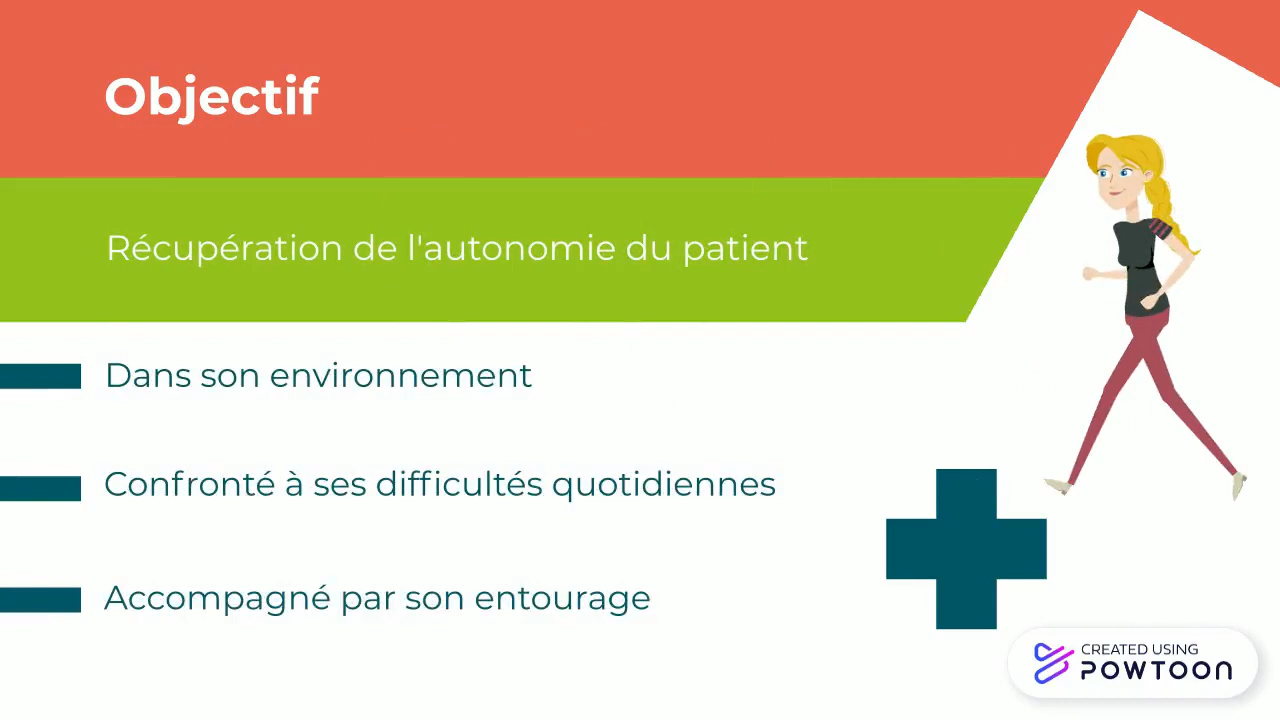 Objectif
Récupération de l'autonomie du patient
Dans son environnement
Confronté à ses difficultés quotidiennes
Accompagné par son entourage
CREATED USING
POWTOON